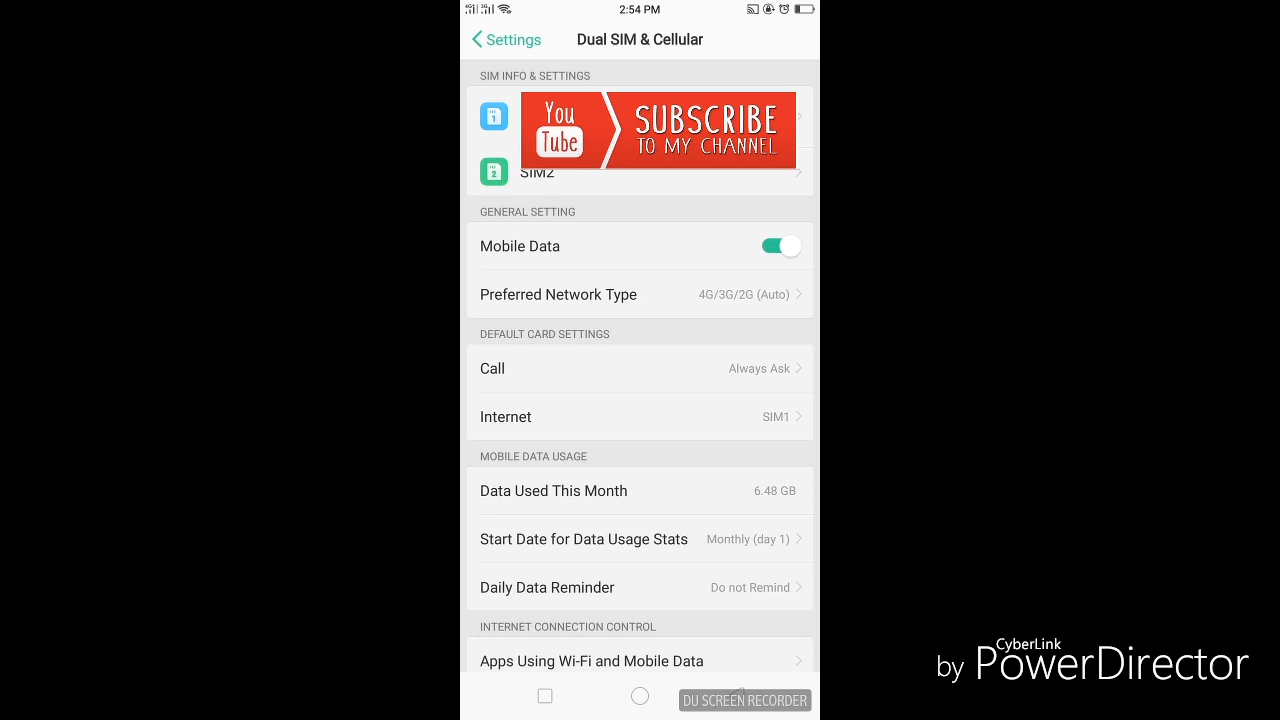 4G 3G 2:54 PM
Settings Dual SIM & Cellular
SIM INFO & SETTINGS
1
You
Tube
SUBSCRIBE
TO MY CHANNEL
2 SIM2
GENERAL SETTING
Mobile Data
Preferred Network Type 4G/3G/2G (Auto)
DEFAULT CARD SETTINGS
Call Always Ask
Internet SIM1
MOBILE DATA USAGE
Data Used This Month 6.48 GB
Start Date for Data Usage Stats Monthly (day 1)
Daily Data Reminder Do not Remind
INTERNET CONNECTION CONTROL
Apps Using Wi-Fi and Mobile Data
DU SCREEN RECORDER
by CyberLink
PowerDirector